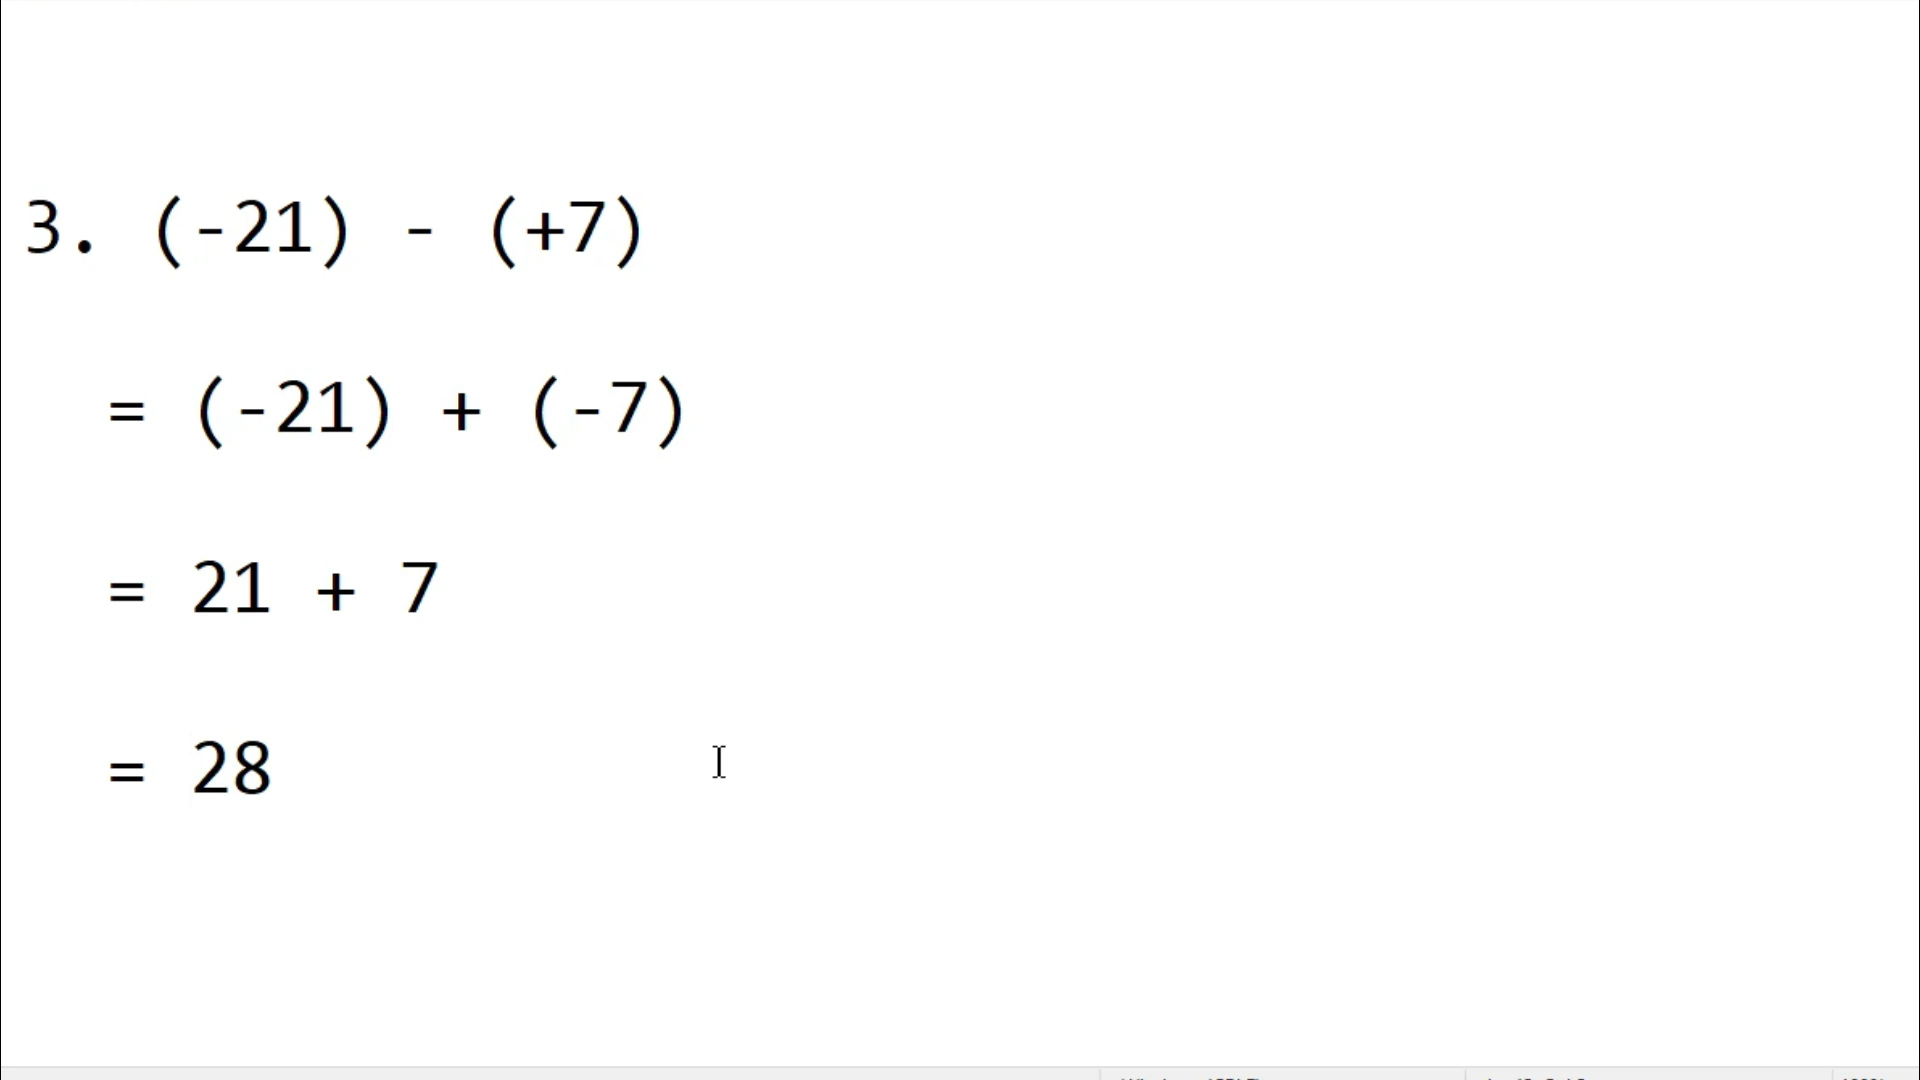 3. (-21) - (+7)
= (-21) + (-7)
= 21 + 7
= 28